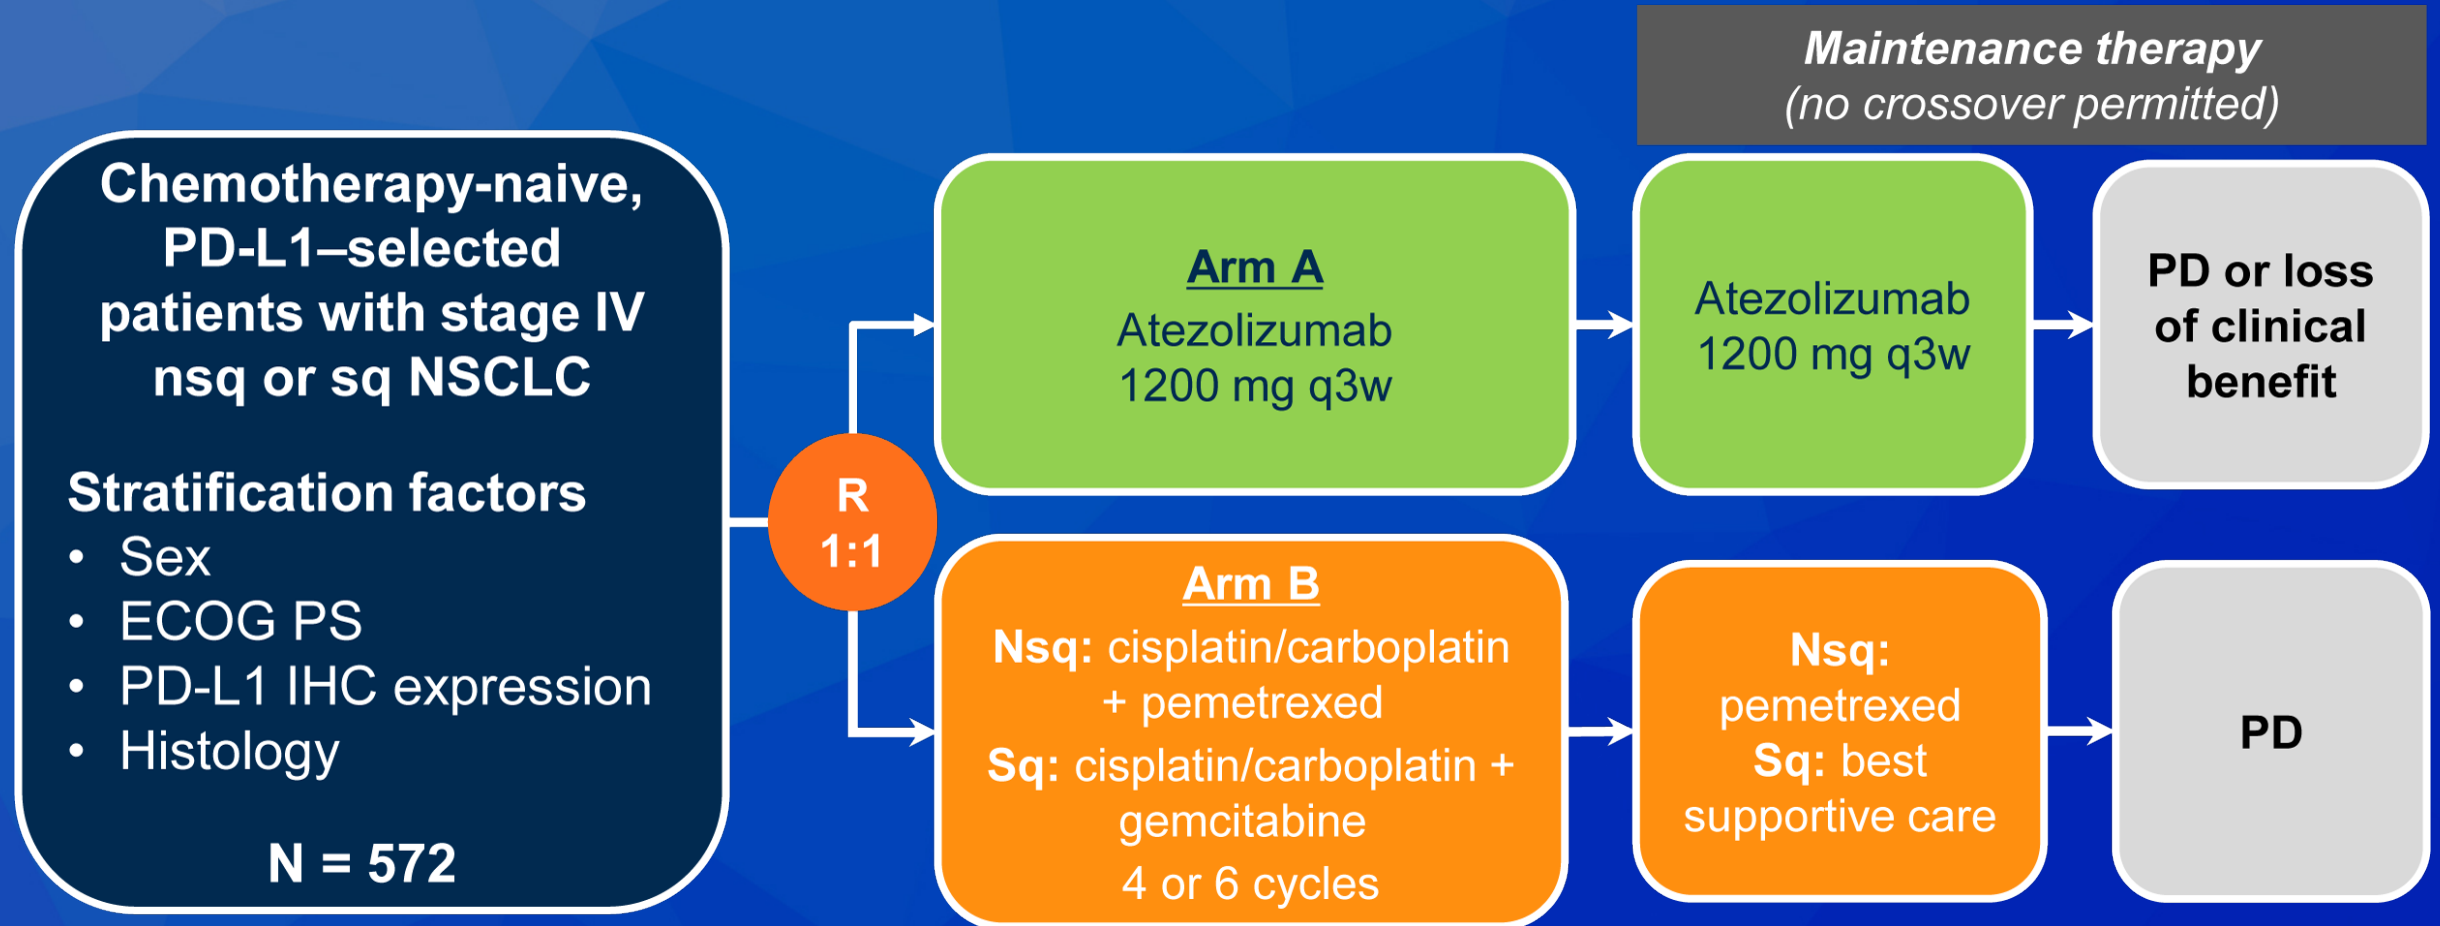 Maintenance therapy
(no crossover permitted)
Chemotherapy-naive,
PD-L1–selected
patients with stage IV
nsq or sq NSCLC
Stratification factors
• Sex
• ECOG PS
• PD-L1 IHC expression
• Histology
N = 572
R
1:1
Arm A
Atezolizumab
1200 mg q3w
Atezolizumab
1200 mg q3w
PD or loss
of clinical
benefit
Arm B
Nsq: cisplatin/carboplatin
+ pemetrexed
Sq: cisplatin/carboplatin +
gemcitabine
4 or 6 cycles
Nsq:
pemetrexed
Sq: best
supportive care
PD